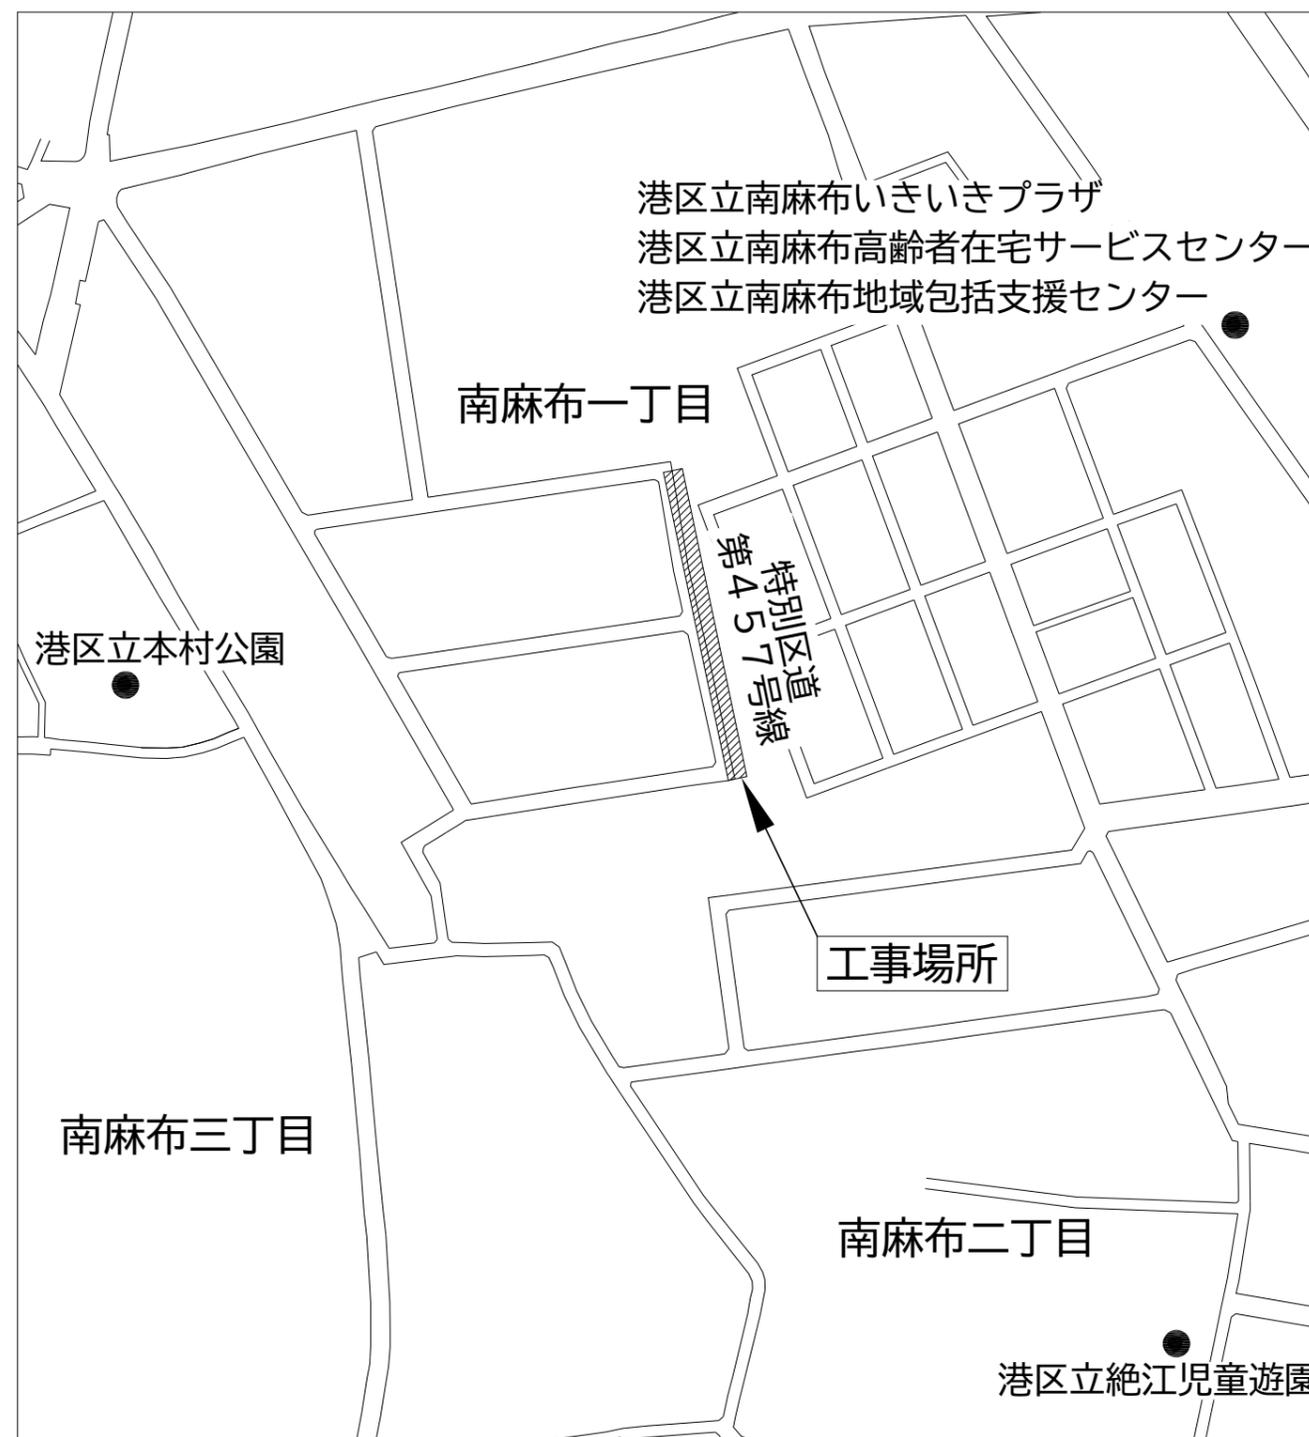 港区立南麻布いきいきプラザ
港区立南麻布高齢者在宅サービスセンター
港区立南麻布地域包括支援センター
南麻布一丁目
特別区道
第457号線
港区立本村公園
工事場所
南麻布三丁目
南麻布二丁目
港区立絶江児童遊園